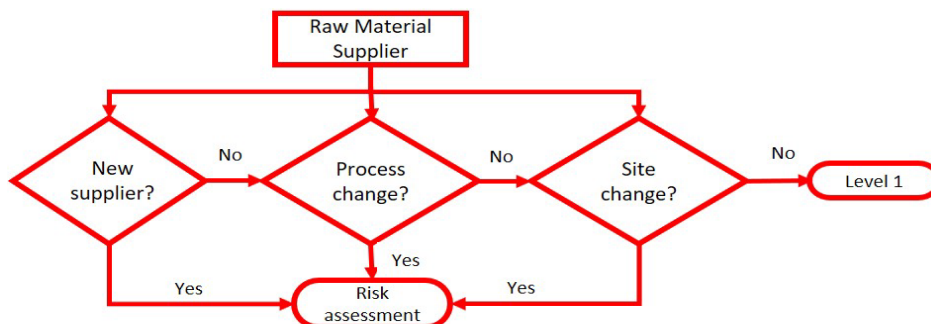 Raw Material
Supplier
New
supplier?
No
Process
change?
No
Site
change?
No
Level 1
Yes
Yes
Yes
Risk
assessment